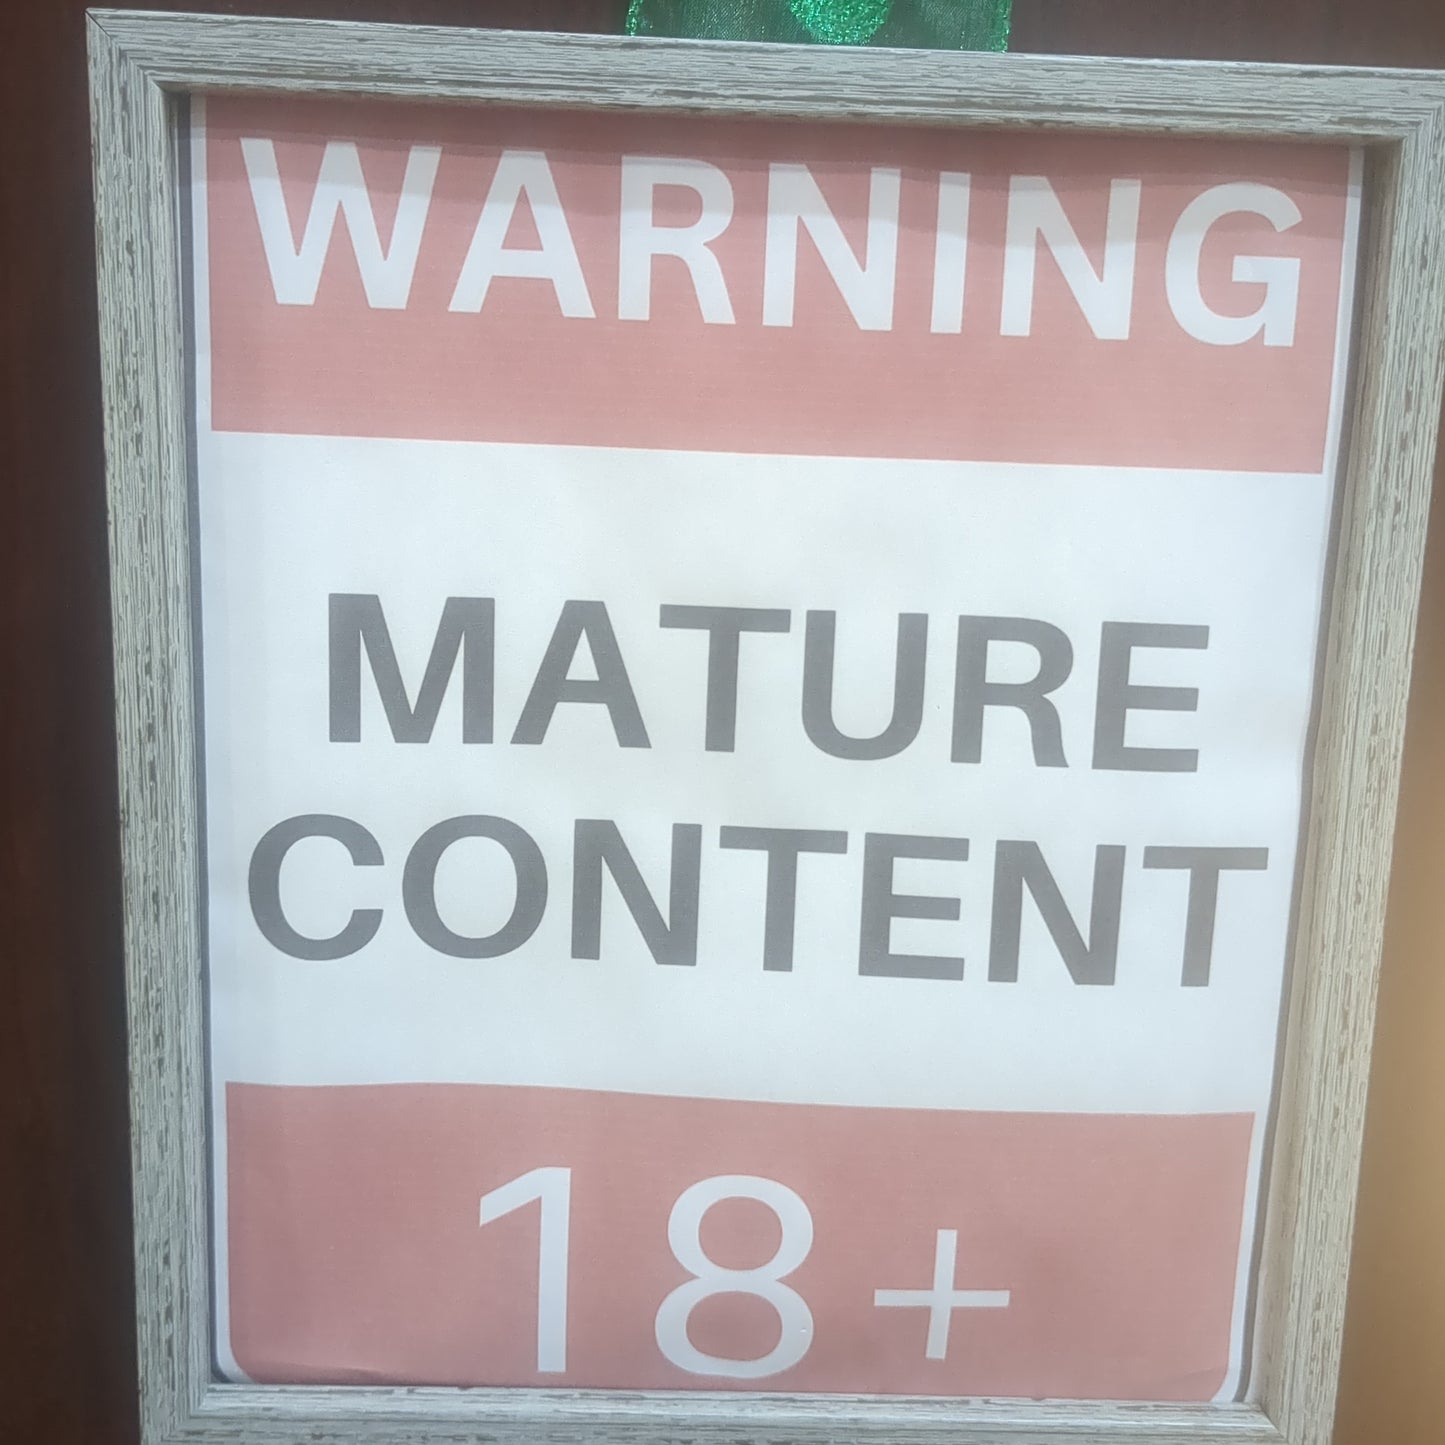 WARNING
MATURE
CONTENT
18+